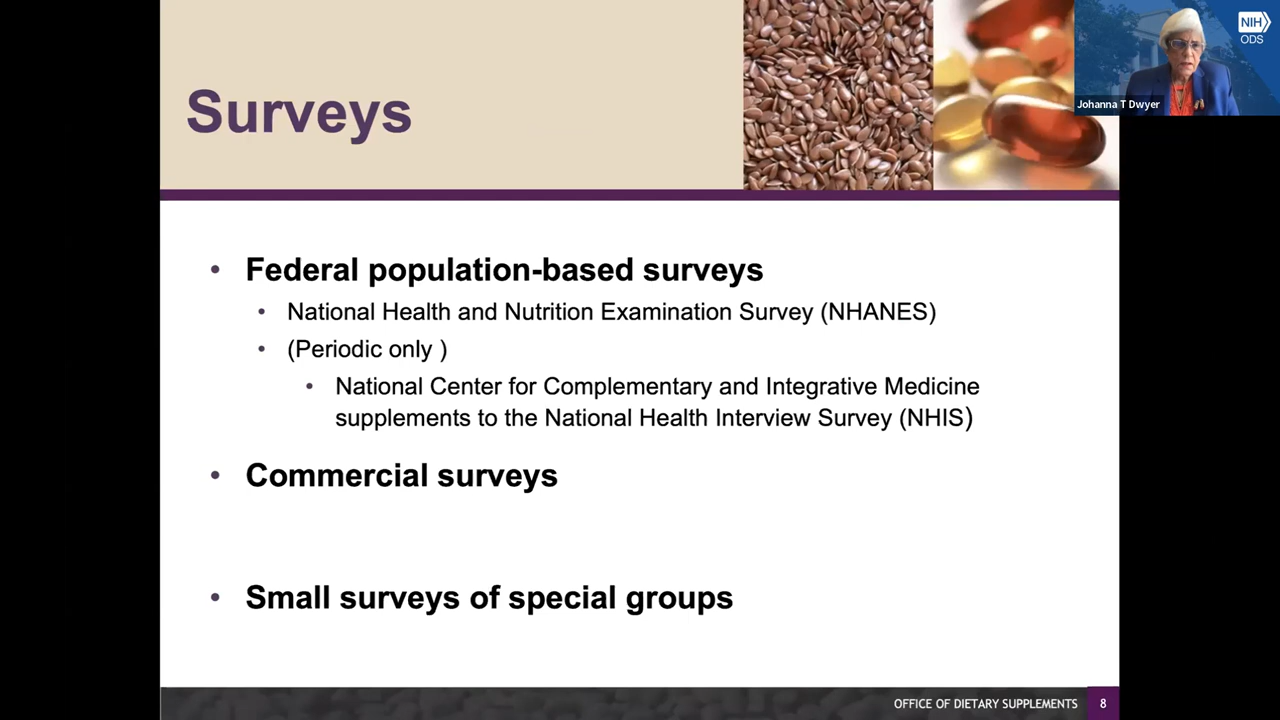 Surveys
NIH
ODS
Johanna T Dwyer
• Federal population-based surveys
• National Health and Nutrition Examination Survey (NHANES)
• (Periodic only )
• National Center for Complementary and Integrative Medicine
supplements to the National Health Interview Survey (NHIS)
• Commercial surveys
• Small surveys of special groups
OFFICE OF DIETARY SUPPLEMENTS 8